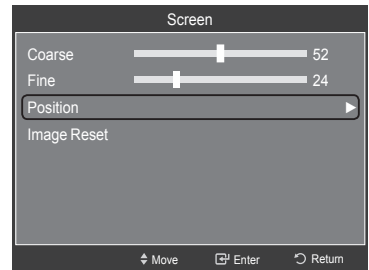 Screen
Coarse 52
Fine 24
Position
Image Reset
Move Enter Return